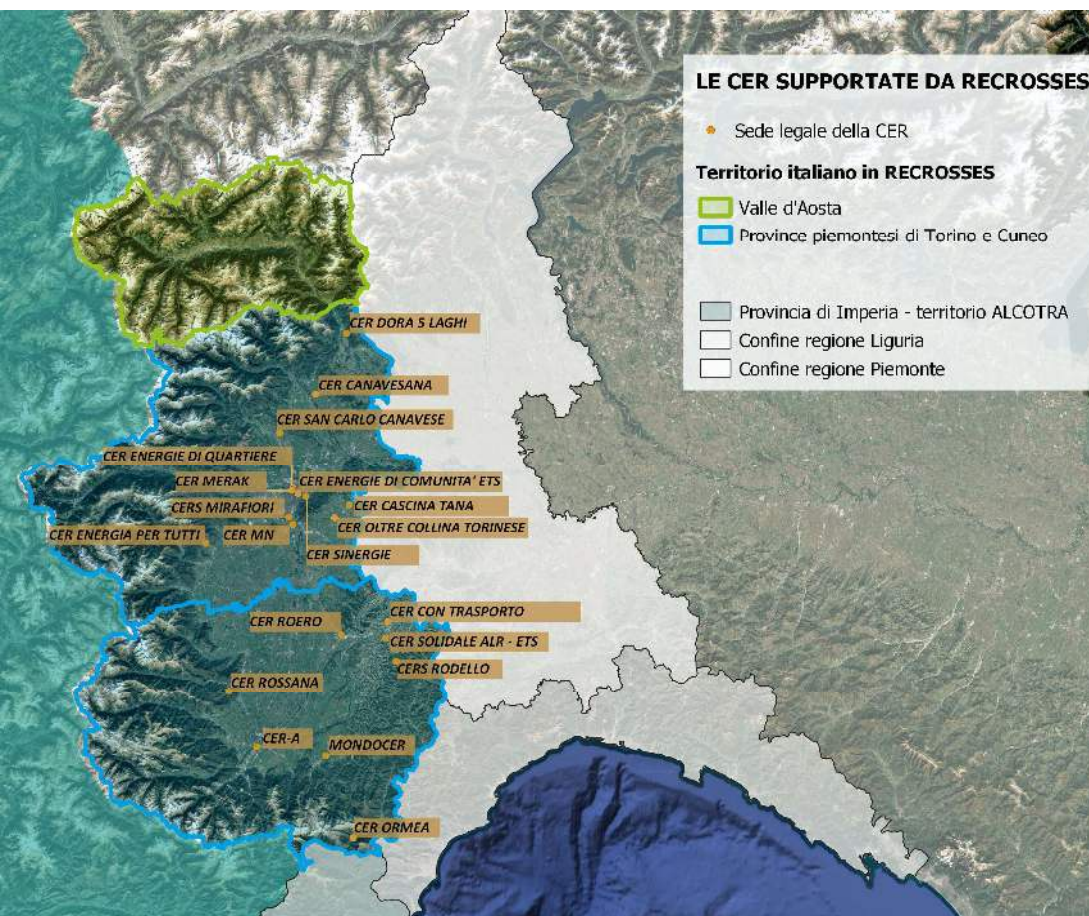 LE CER SUPPORTATE DA RECROSSES
Sede legale della CER
Territorio italiano in RECROSSES
Valle d'Aosta
Province piemontesi di Torino e Cuneo
Provincia di Imperia - territorio ALCOTRA
Confine regione Liguria
Confine regione Piemonte
CER DORA 5 LAGHI
CER CANAVESANA
CER SAN CARLO CANAVESE
CER ENERGIE DI QUARTIERE
CER MERAK
CER ENERGIE DI COMUNITA' ETS
CERS MIRAFIORI
CER CASCINA TANA
CER ENERGIA PER TUTTI
CER MN
CER OLTRE COLLINA TORINESE
CER SINERGIE
CER CON TRASPORTO
CER ROERO
CER SOLIDALE ALR - ETS
CERS RODELLO
CER ROSSANA
CER-A
MONDOCER
CER ORMEA